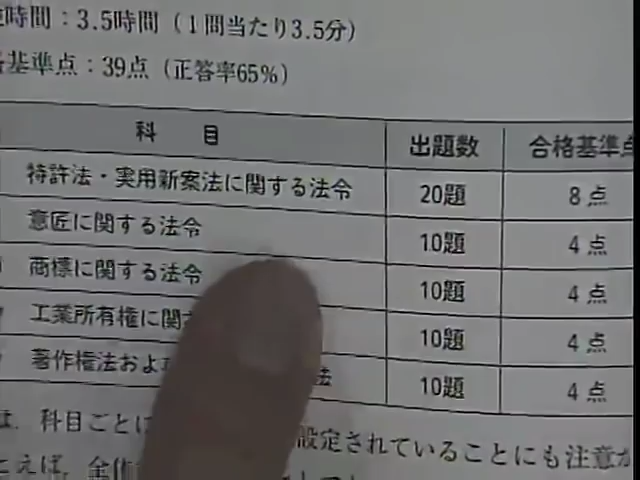 時間：3.5時間（1問当たり3.5分）
基準点：39点（正答率65%）
科目 出題数 合格基準点
特許法・実用新案法に関する法令 20題 8点
意匠に関する法令 10題 4点
商標に関する法令 10題 4点
工業所有権に関 10題 4点
著作権法およ 法 10題 4点
は、科目ごとに 設定されていることにも注意
とえば、全体